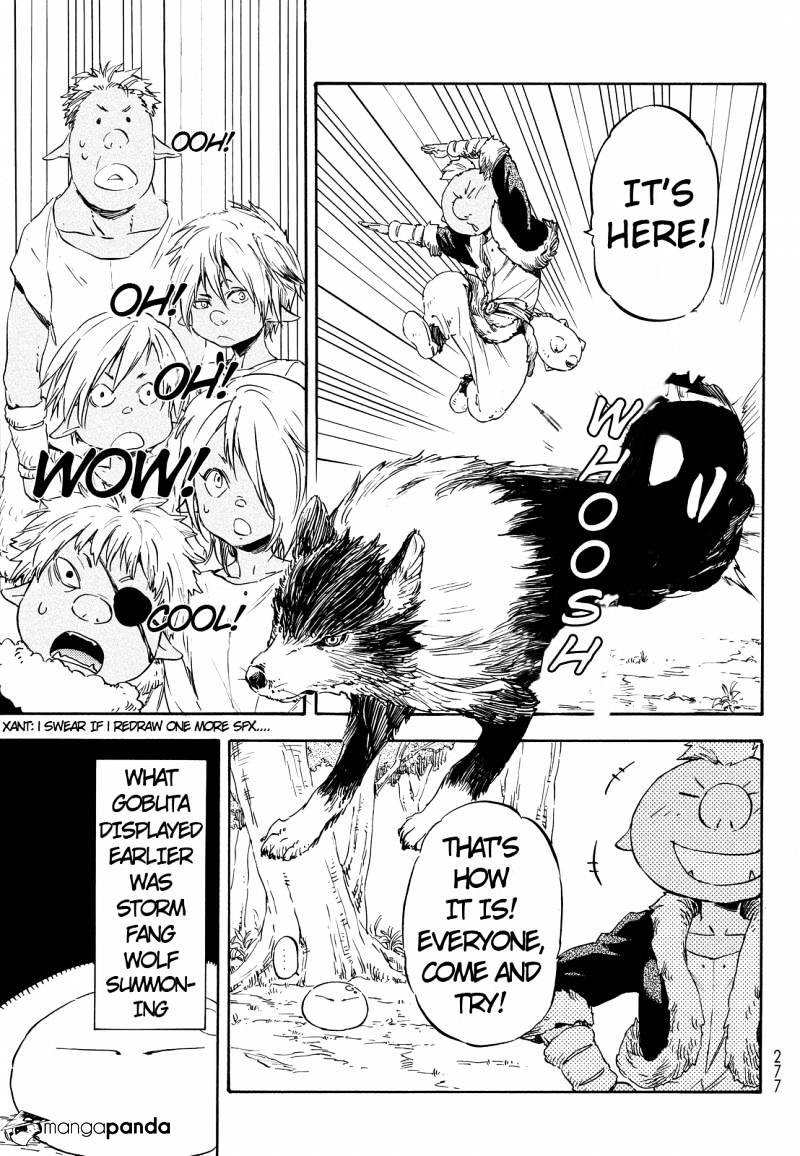 IT'S
HERE!
WHOOSH
OOH!
OH!
OH!
WOW!
COOL!
XANT: I SWEAR IF I REDRAW ONE MORE SFX....
THAT'S
HOW
IT IS!
EVERYONE,
COME AND
TRY!
......
WHAT
GOBUTA
DISPLAYED
EARLIER
WAS
STORM
FANG
WOLF
SUMMON-
ING
277
mangapanda